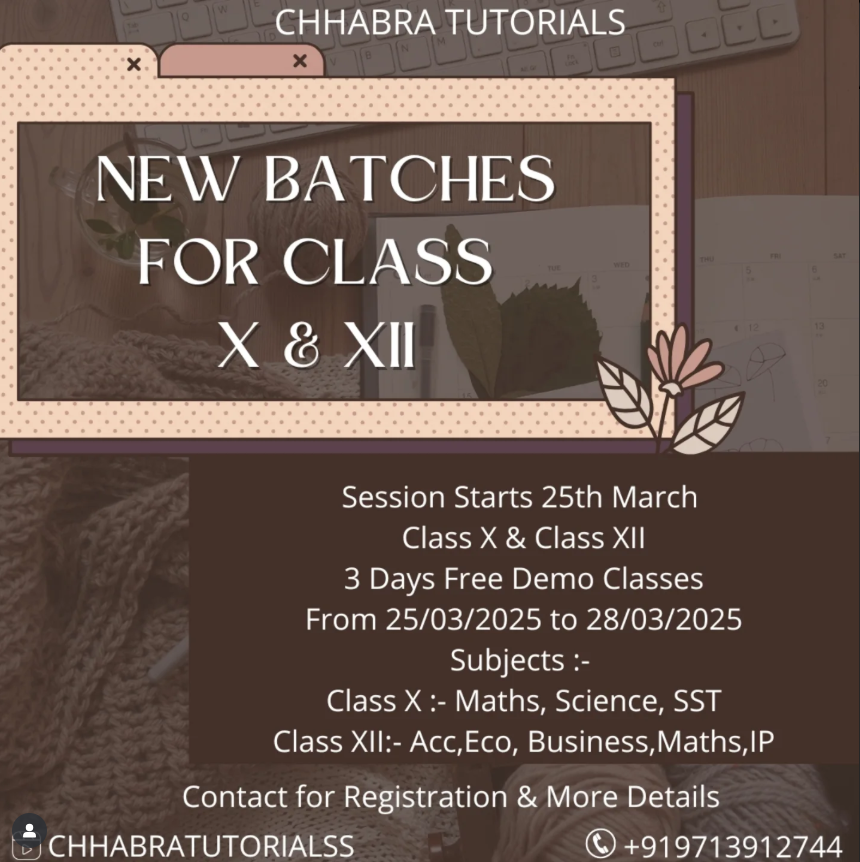 CHHABRA TUTORIALS
NEW BATCHES
FOR CLASS
X & XII
Session Starts 25th March
Class X & Class XII
3 Days Free Demo Classes
From 25/03/2025 to 28/03/2025
Subjects :-
Class X :- Maths, Science, SST
Class XII:- Acc,Eco, Business,Maths,IP
Contact for Registration & More Details
CHHABRATUTORIALSS
+919713912744